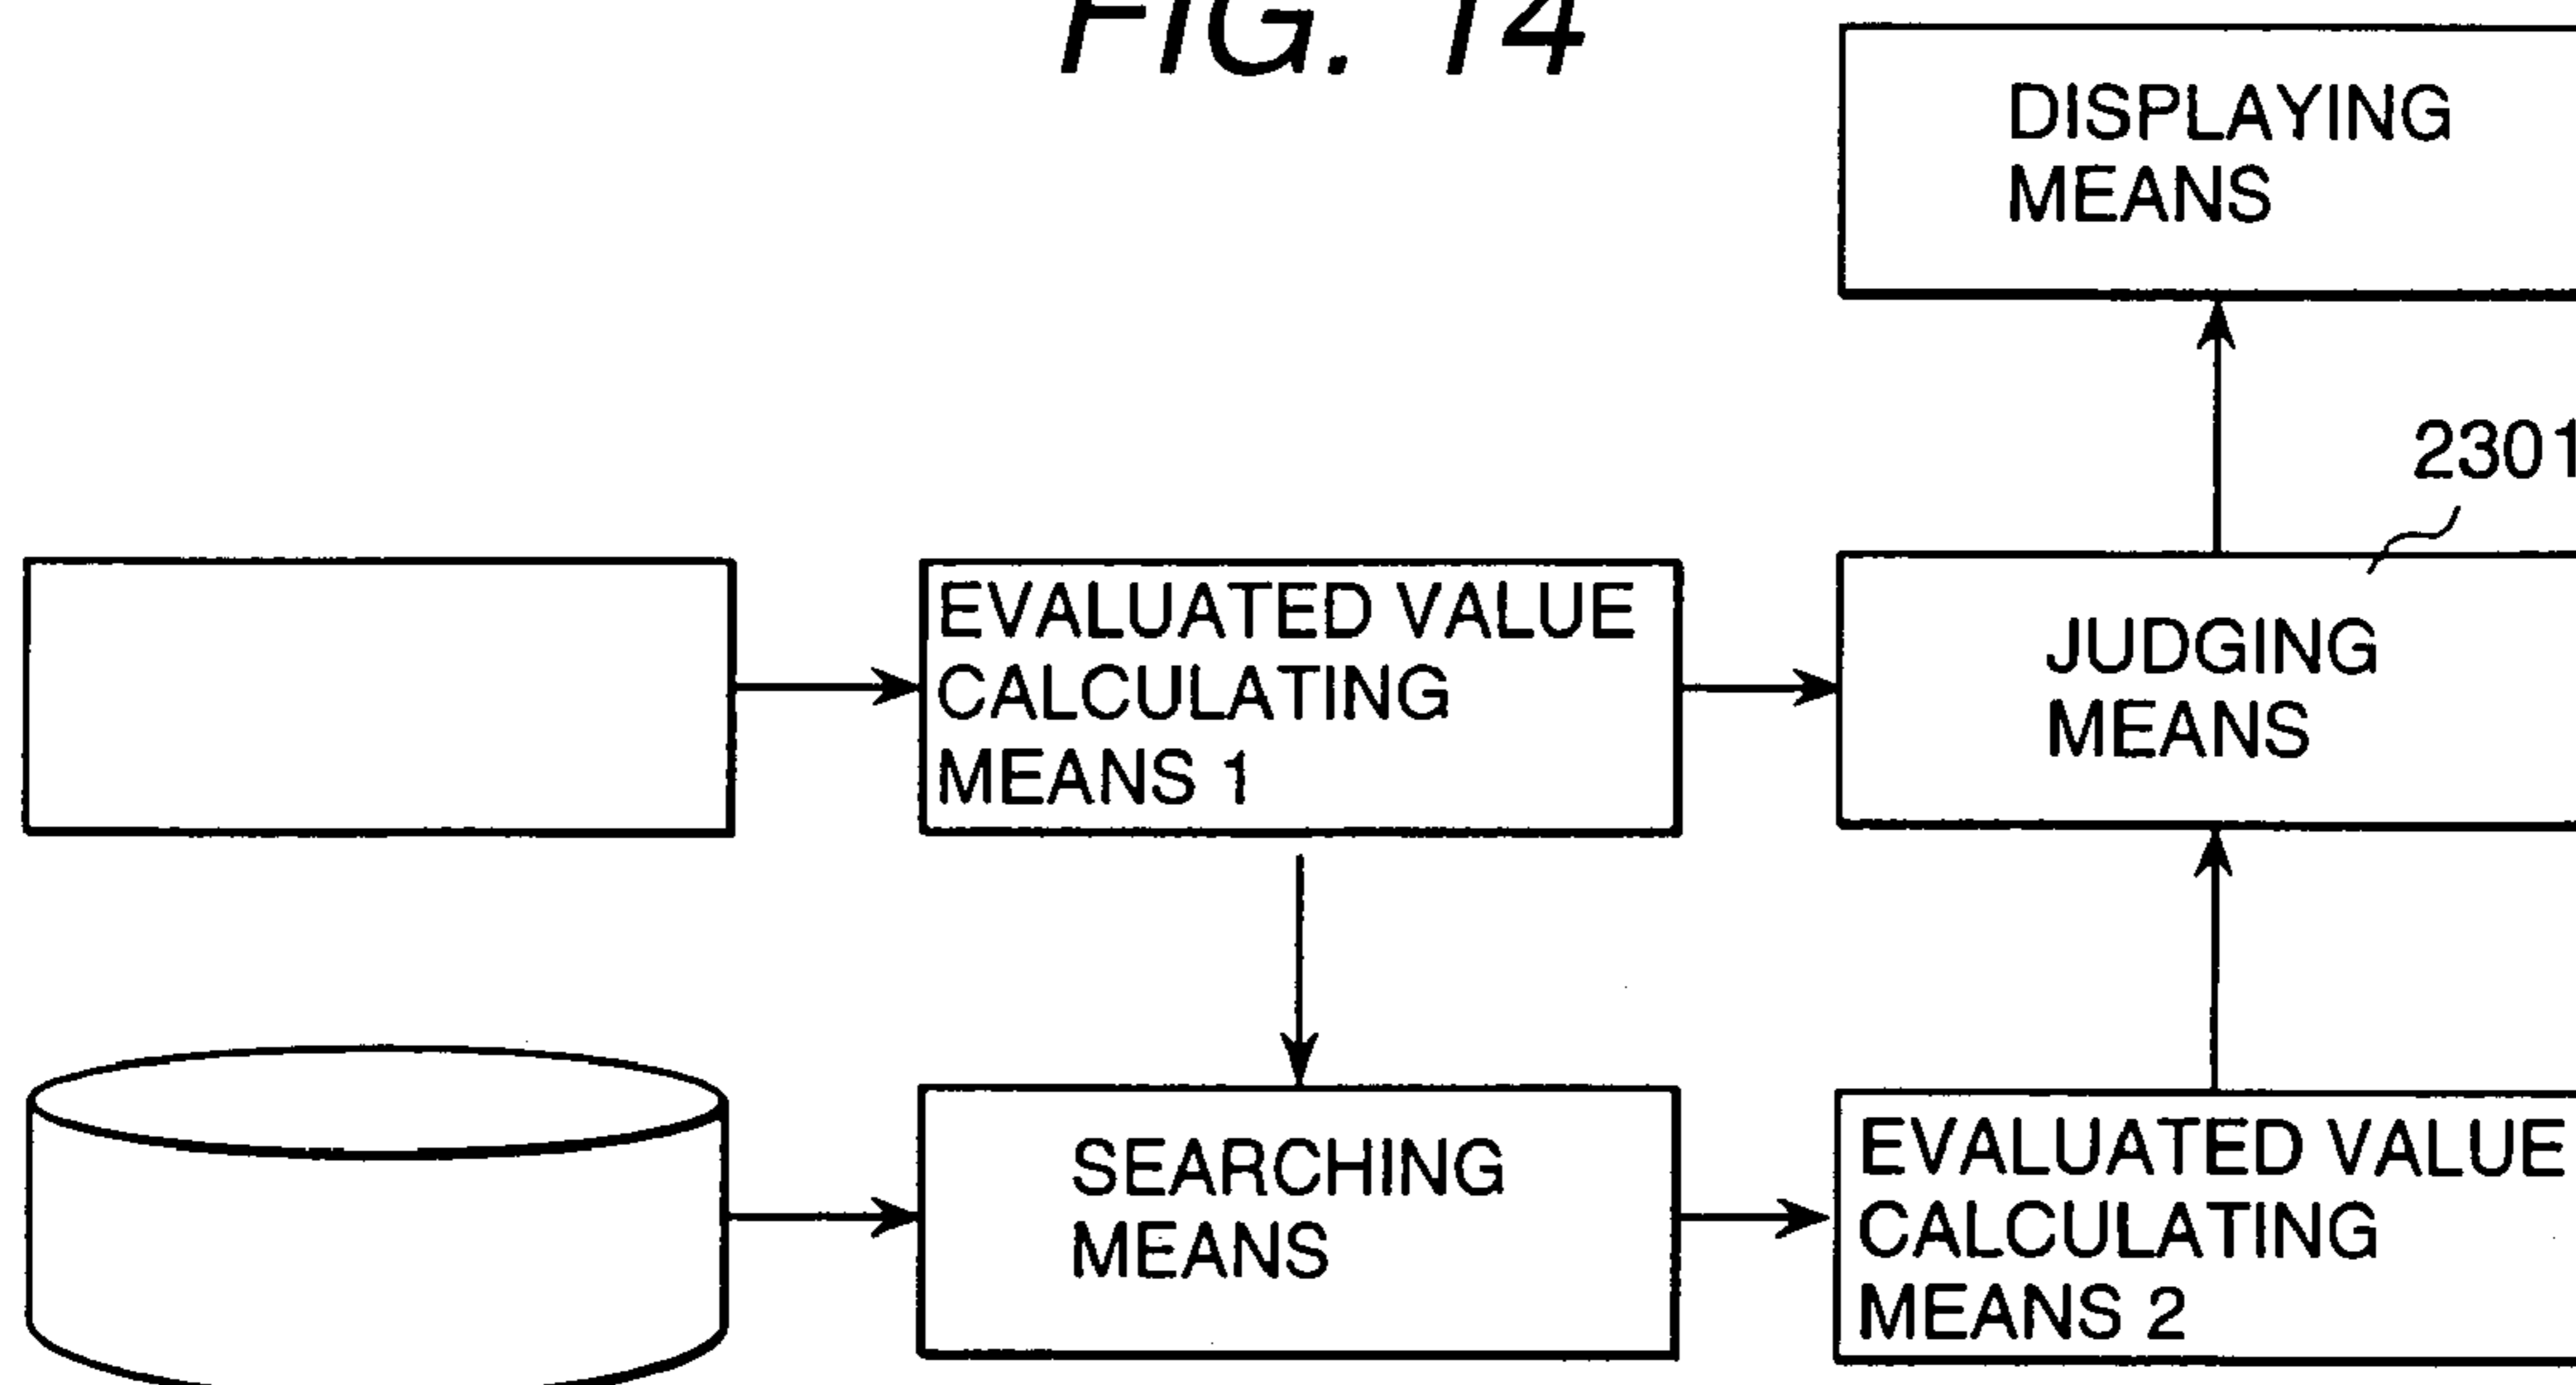 FIG. 14
DISPLAYING
MEANS
2301
EVALUATED VALUE
CALCULATING
MEANS 1
JUDGING
MEANS
SEARCHING
MEANS
EVALUATED VALUE
CALCULATING
MEANS 2